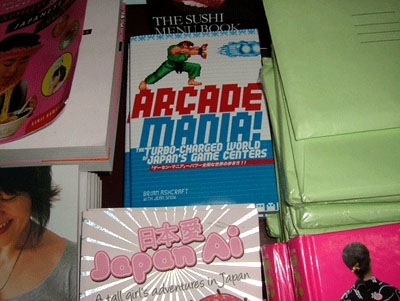 THE SUSHI
MENU BOOK
ARCADE
MANIA!
THE TURBO-CHARGED WORLD
OF JAPAN'S GAME CENTERS
BRIAN ASHCRAFT
WITH JEAN SNOW
日本愛
Japan Ai
A tall girl's adventures in Japan